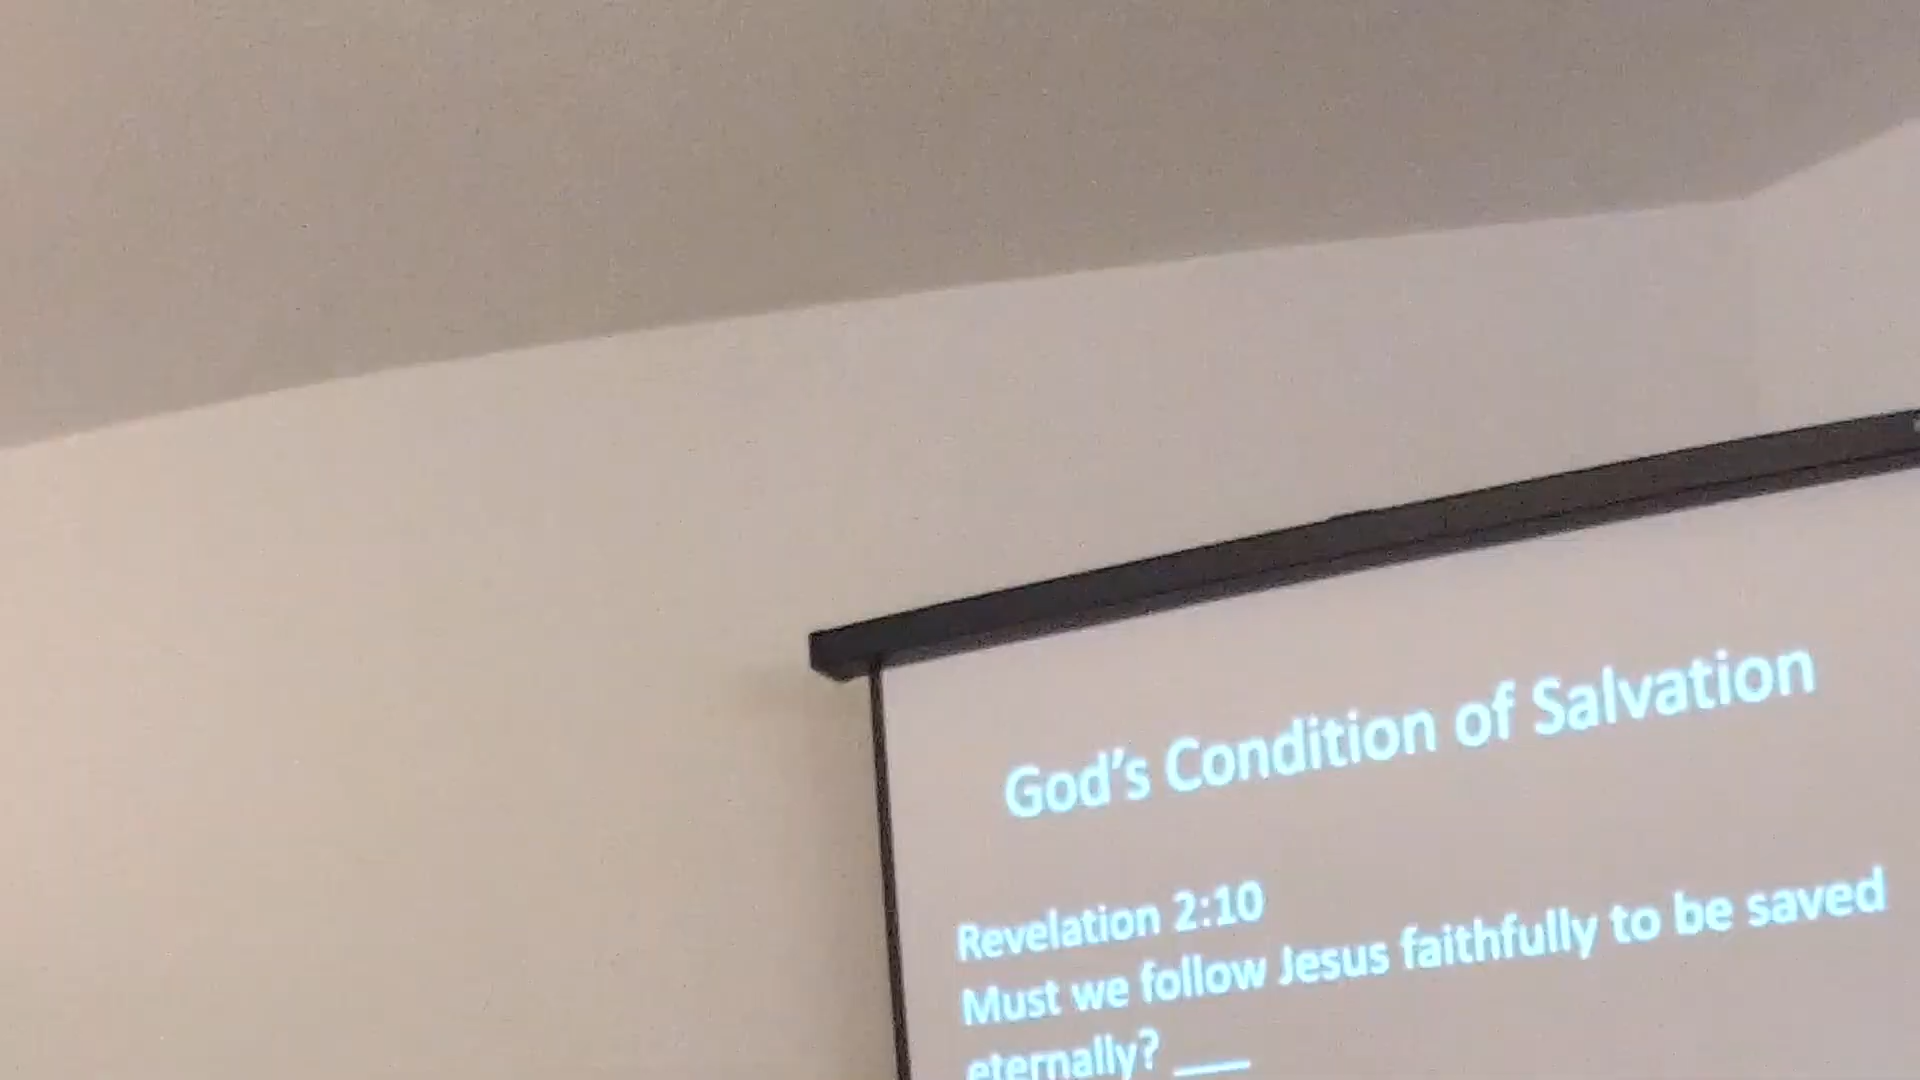 God's Condition of Salvation
Revelation 2:10
Must we follow Jesus faithfully to be saved
eternally? ___